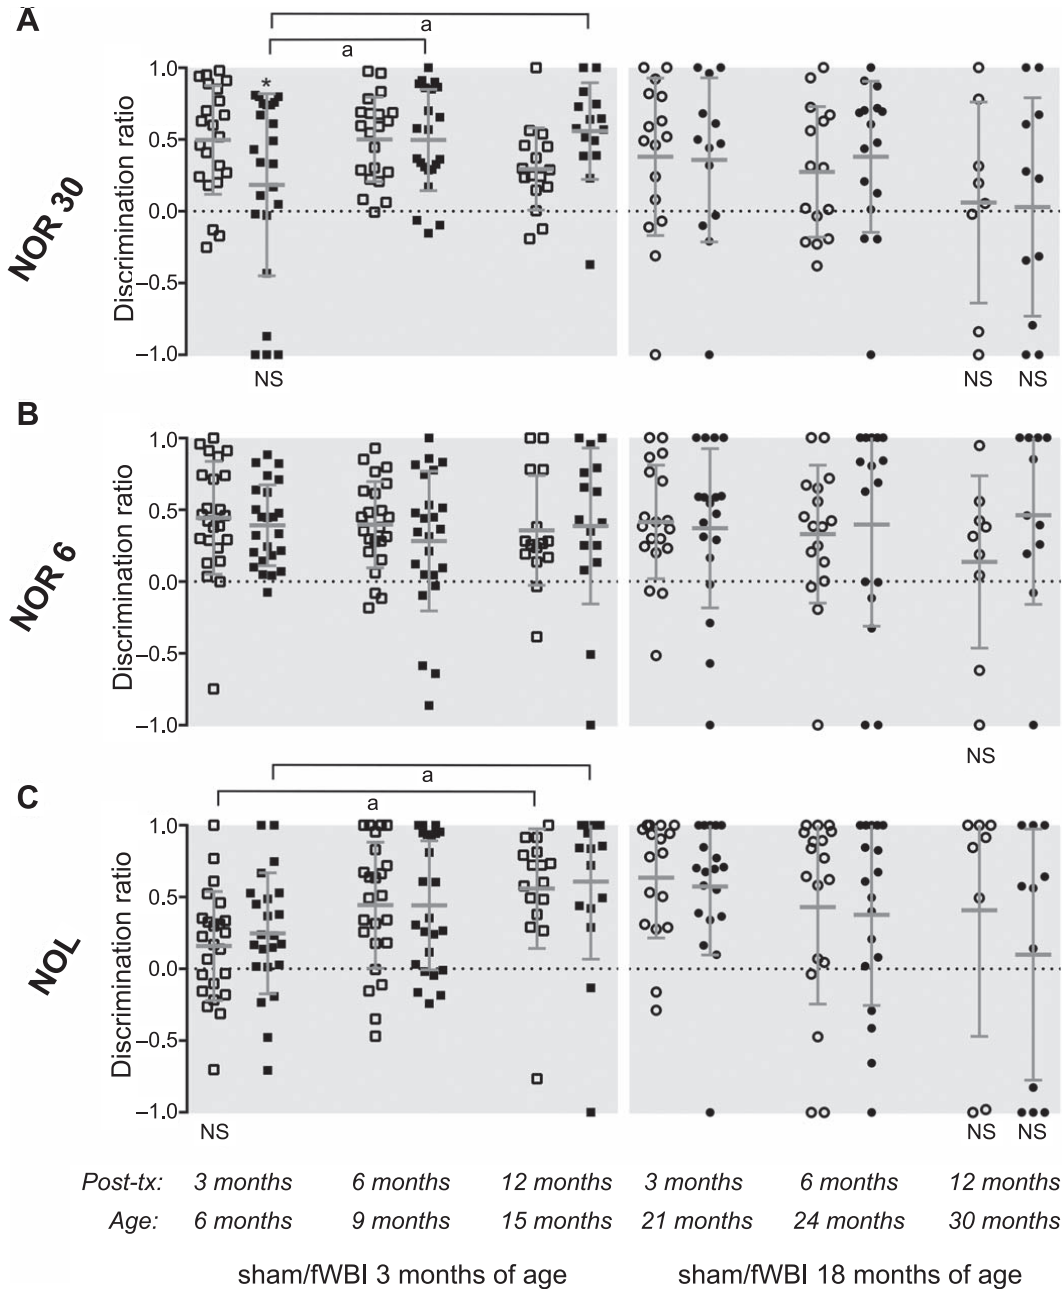 A
a
a
NOR 30
Discrimination ratio
1.0
0.5
0.0
–0.5
–1.0
*
NS
NS
NS
B
NOR 6
Discrimination ratio
1.0
0.5
0.0
–0.5
–1.0
NS
C
a
a
NOL
Discrimination ratio
1.0
0.5
0.0
–0.5
–1.0
NS
NS
NS
Post-tx: 3 months 6 months 12 months 3 months 6 months 12 months
Age: 6 months 9 months 15 months 21 months 24 months 30 months
sham/fWBI 3 months of age sham/fWBI 18 months of age